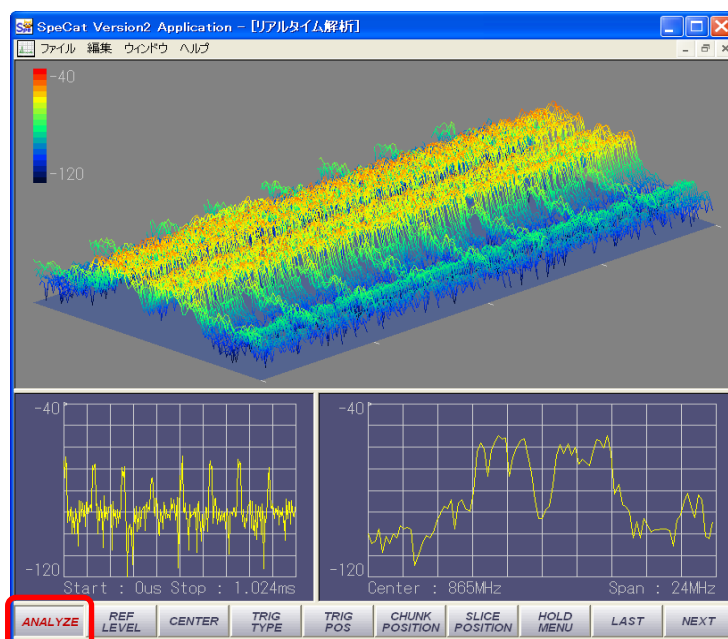 SpeCat Version2 Application - [リアルタイム解析]
ファイル 編集 ウィンドウ ヘルプ
-40
-120
-40
-120
Start : 0us Stop : 1.024ms
-40
-120
Center : 865MHz Span : 24MHz
ANALYZE
REF LEVEL
CENTER
TRIG TYPE
TRIG POS
CHUNK POSITION
SLICE POSITION
HOLD MENU
LAST
NEXT